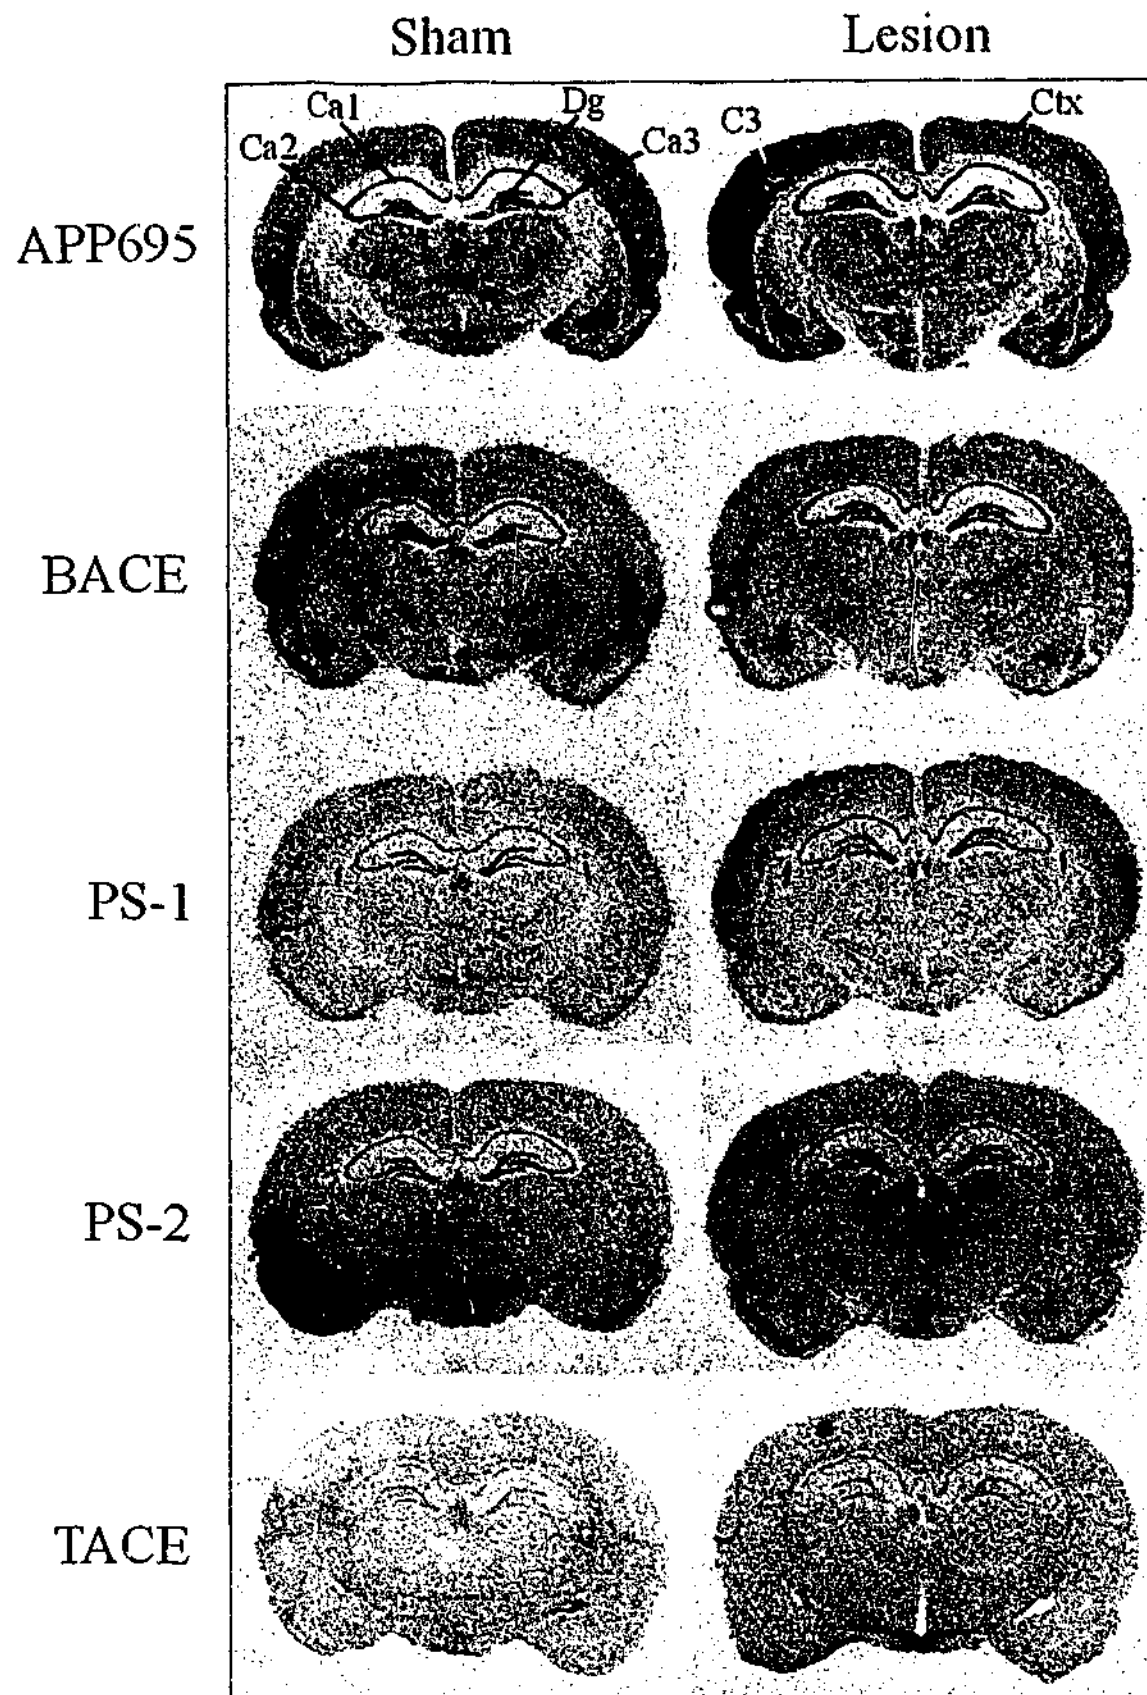 Sham Lesion
Ca1 Dg C3 Ctx
Ca2 Ca3
APP695
BACE
PS-1
PS-2
TACE